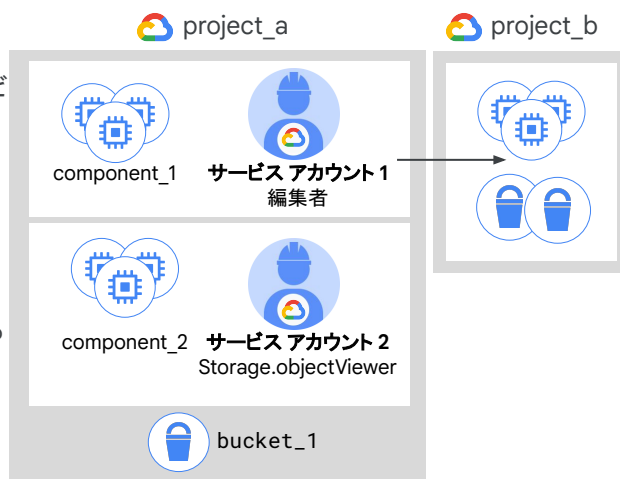 project_a
project_b
ど
component_1
サービス アカウント 1
編集者
component_2
サービス アカウント 2
Storage.objectViewer
bucket_1